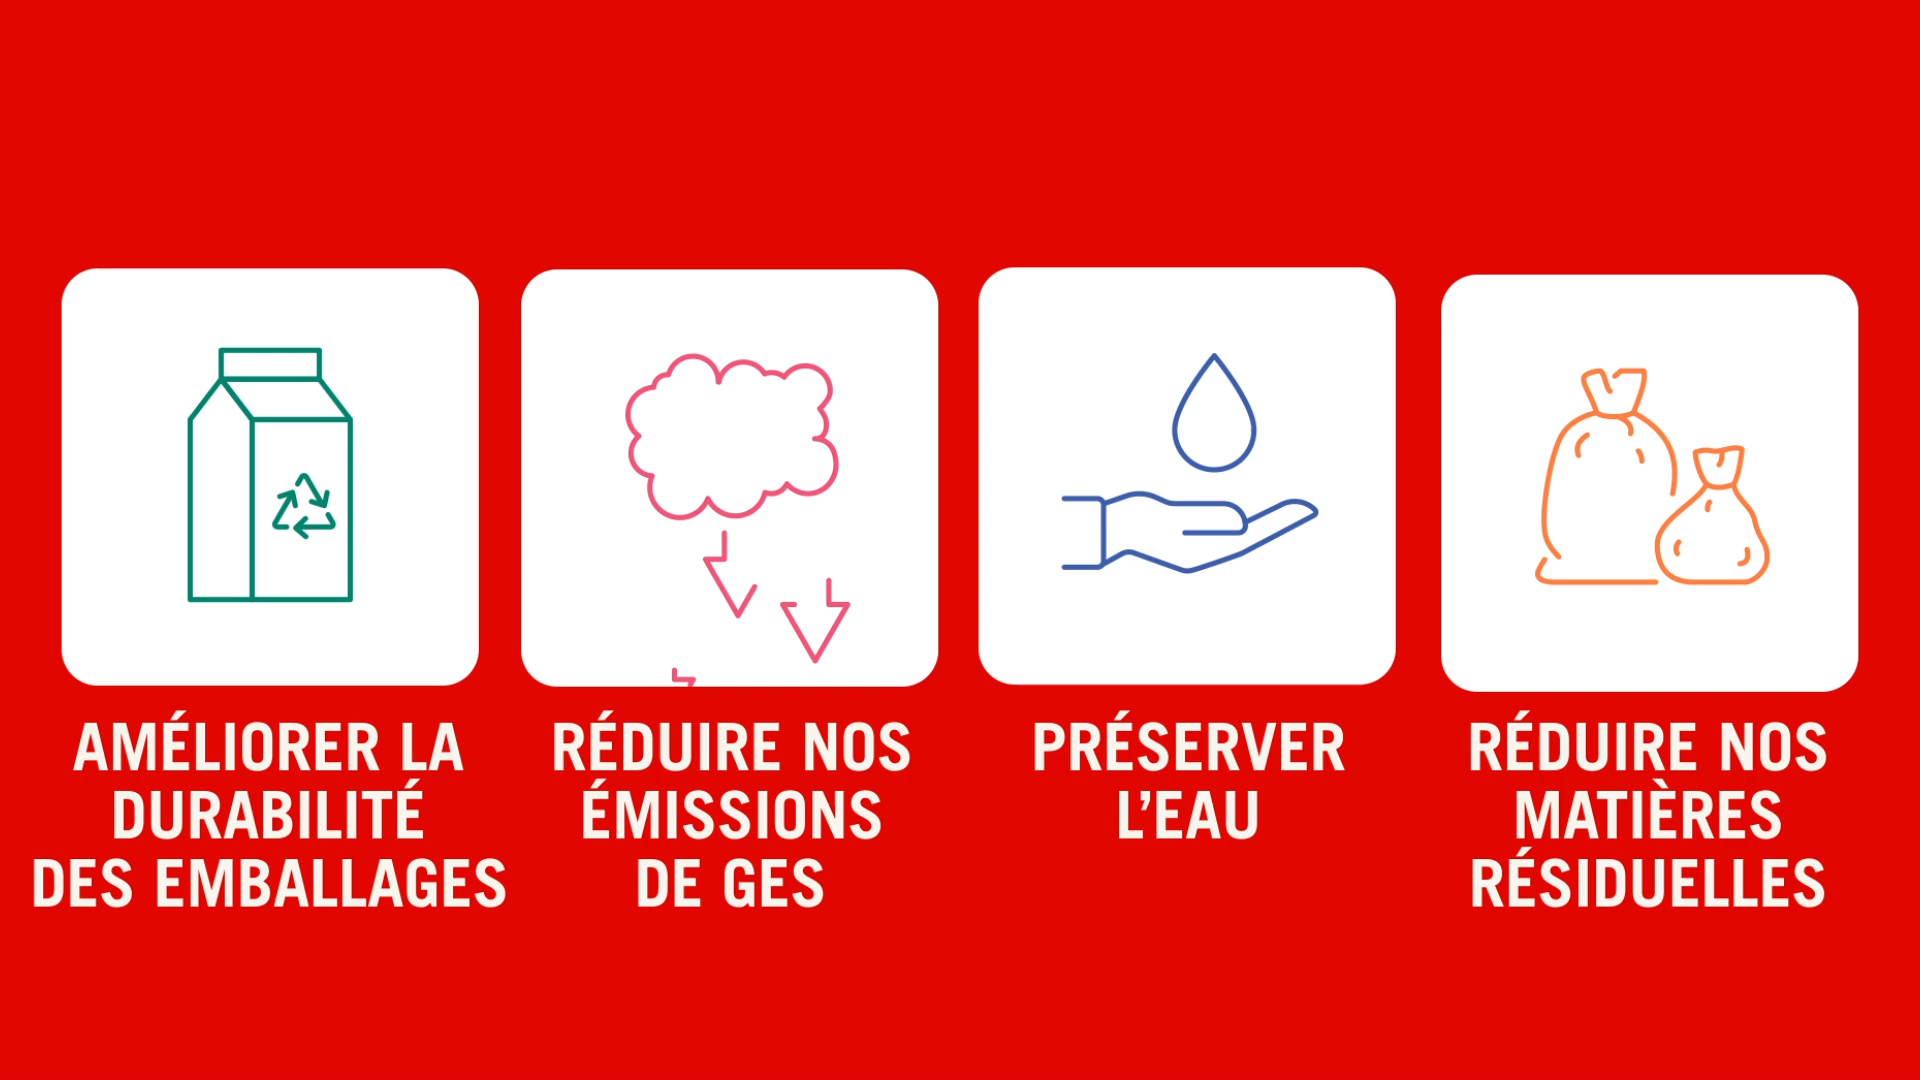 AMÉLIORER LA
DURABILITÉ
DES EMBALLAGES
RÉDUIRE NOS
ÉMISSIONS
DE GES
PRÉSERVER
L’EAU
RÉDUIRE NOS
MATIÈRES
RÉSIDUELLES